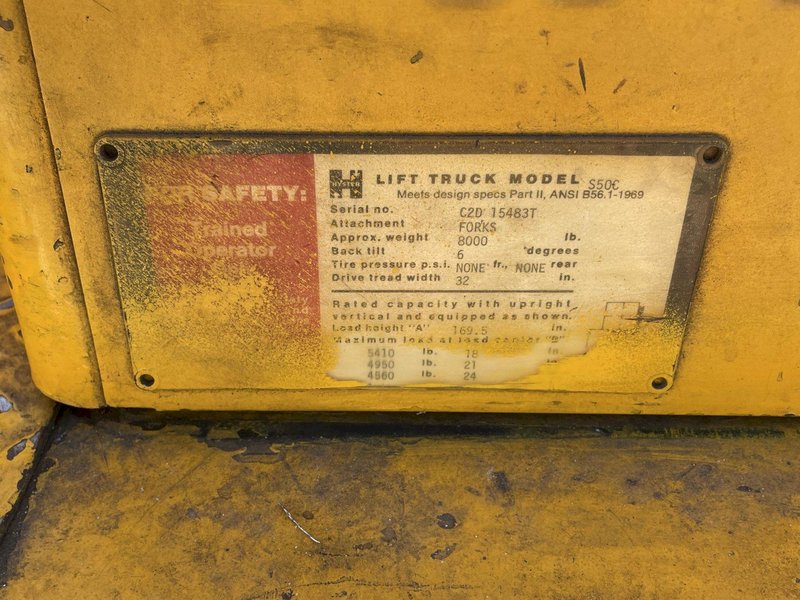 FOR SAFETY:
Trained
Operator
HYSTER
LIFT TRUCK MODEL S50C
Meets design specs Part II, ANSI B56.1-1969
Serial no. C2D 15483T
Attachment FORKS
Approx. weight 8000 lb.
Back tilt 6 degrees
Tire pressure p.s.i. NONE fr., NONE rear
Drive tread width 32 in.
Rated capacity with upright
vertical and equipped as shown.
Load height "A" 169.5 in.
Maximum load at load center "B"
5410 lb. 18 in.
4950 lb. 21
4560 lb. 24